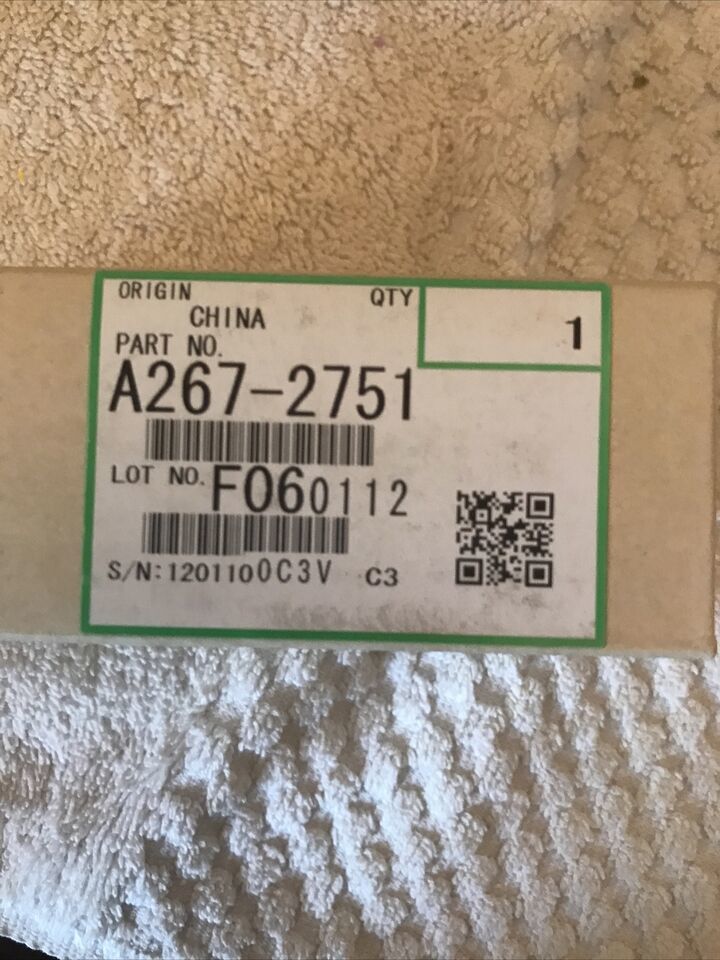 ORIGIN
CHINA
QTY
1
PART NO.
A267-2751
LOT NO. F060112
S/N:1201100C3V C3